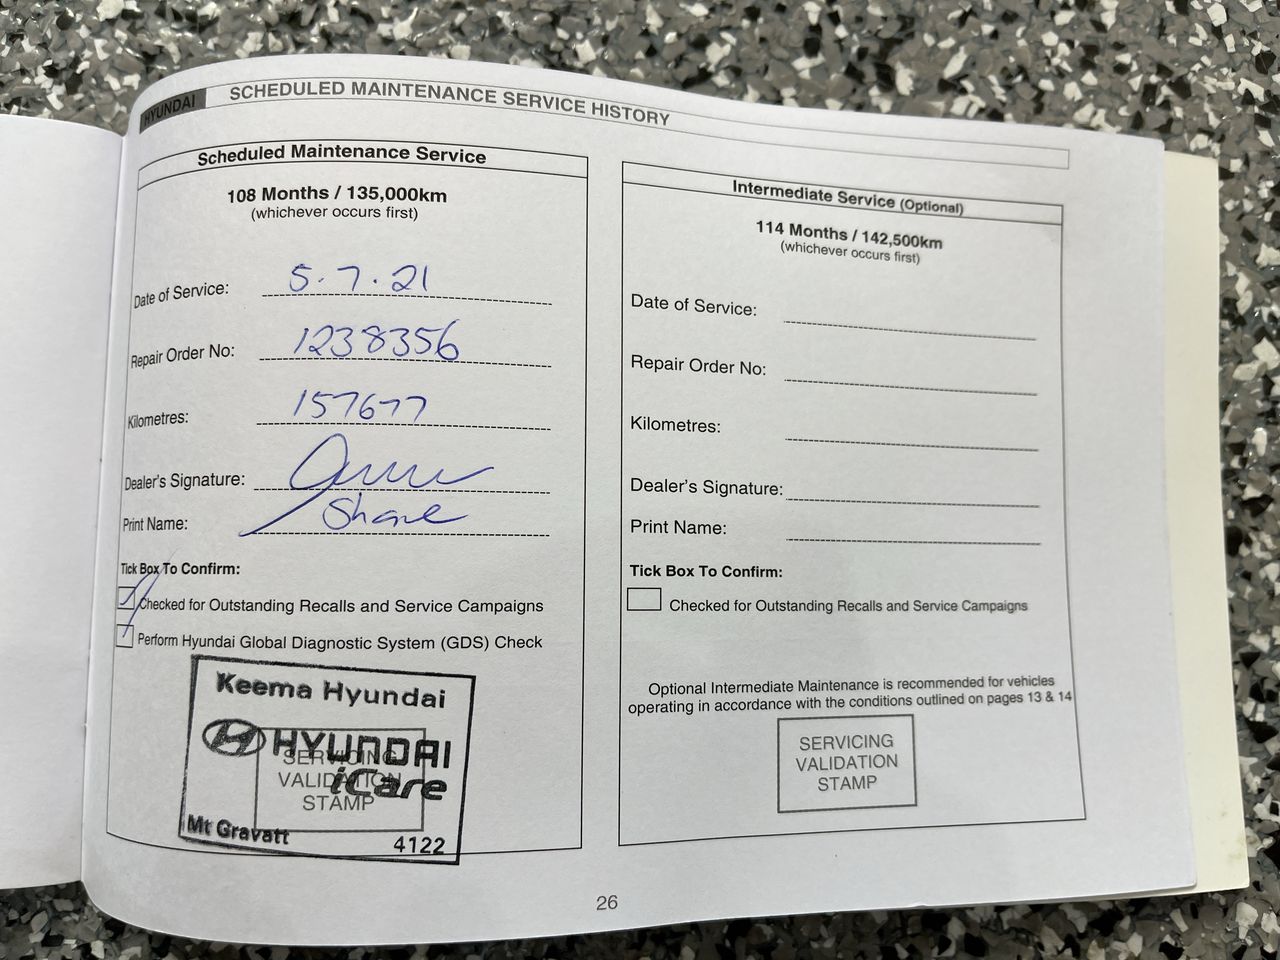 HYUNDAI
SCHEDULED MAINTENANCE SERVICE HISTORY
Scheduled Maintenance Service
108 Months / 135,000km
(whichever occurs first)
Date of Service: 5.7.21
Repair Order No: 1238356
Kilometres: 157677
Dealer's Signature:
Print Name: Shane
Tick Box To Confirm:
Checked for Outstanding Recalls and Service Campaigns
Perform Hyundai Global Diagnostic System (GDS) Check
Keema Hyundai
HYUNDAI
iCare
SERVICING
VALIDATION
STAMP
Mt Gravatt 4122
Intermediate Service (Optional)
114 Months / 142,500km
(whichever occurs first)
Date of Service:
Repair Order No:
Kilometres:
Dealer's Signature:
Print Name:
Tick Box To Confirm:
Checked for Outstanding Recalls and Service Campaigns
Optional Intermediate Maintenance is recommended for vehicles
operating in accordance with the conditions outlined on pages 13 & 14
SERVICING
VALIDATION
STAMP
26